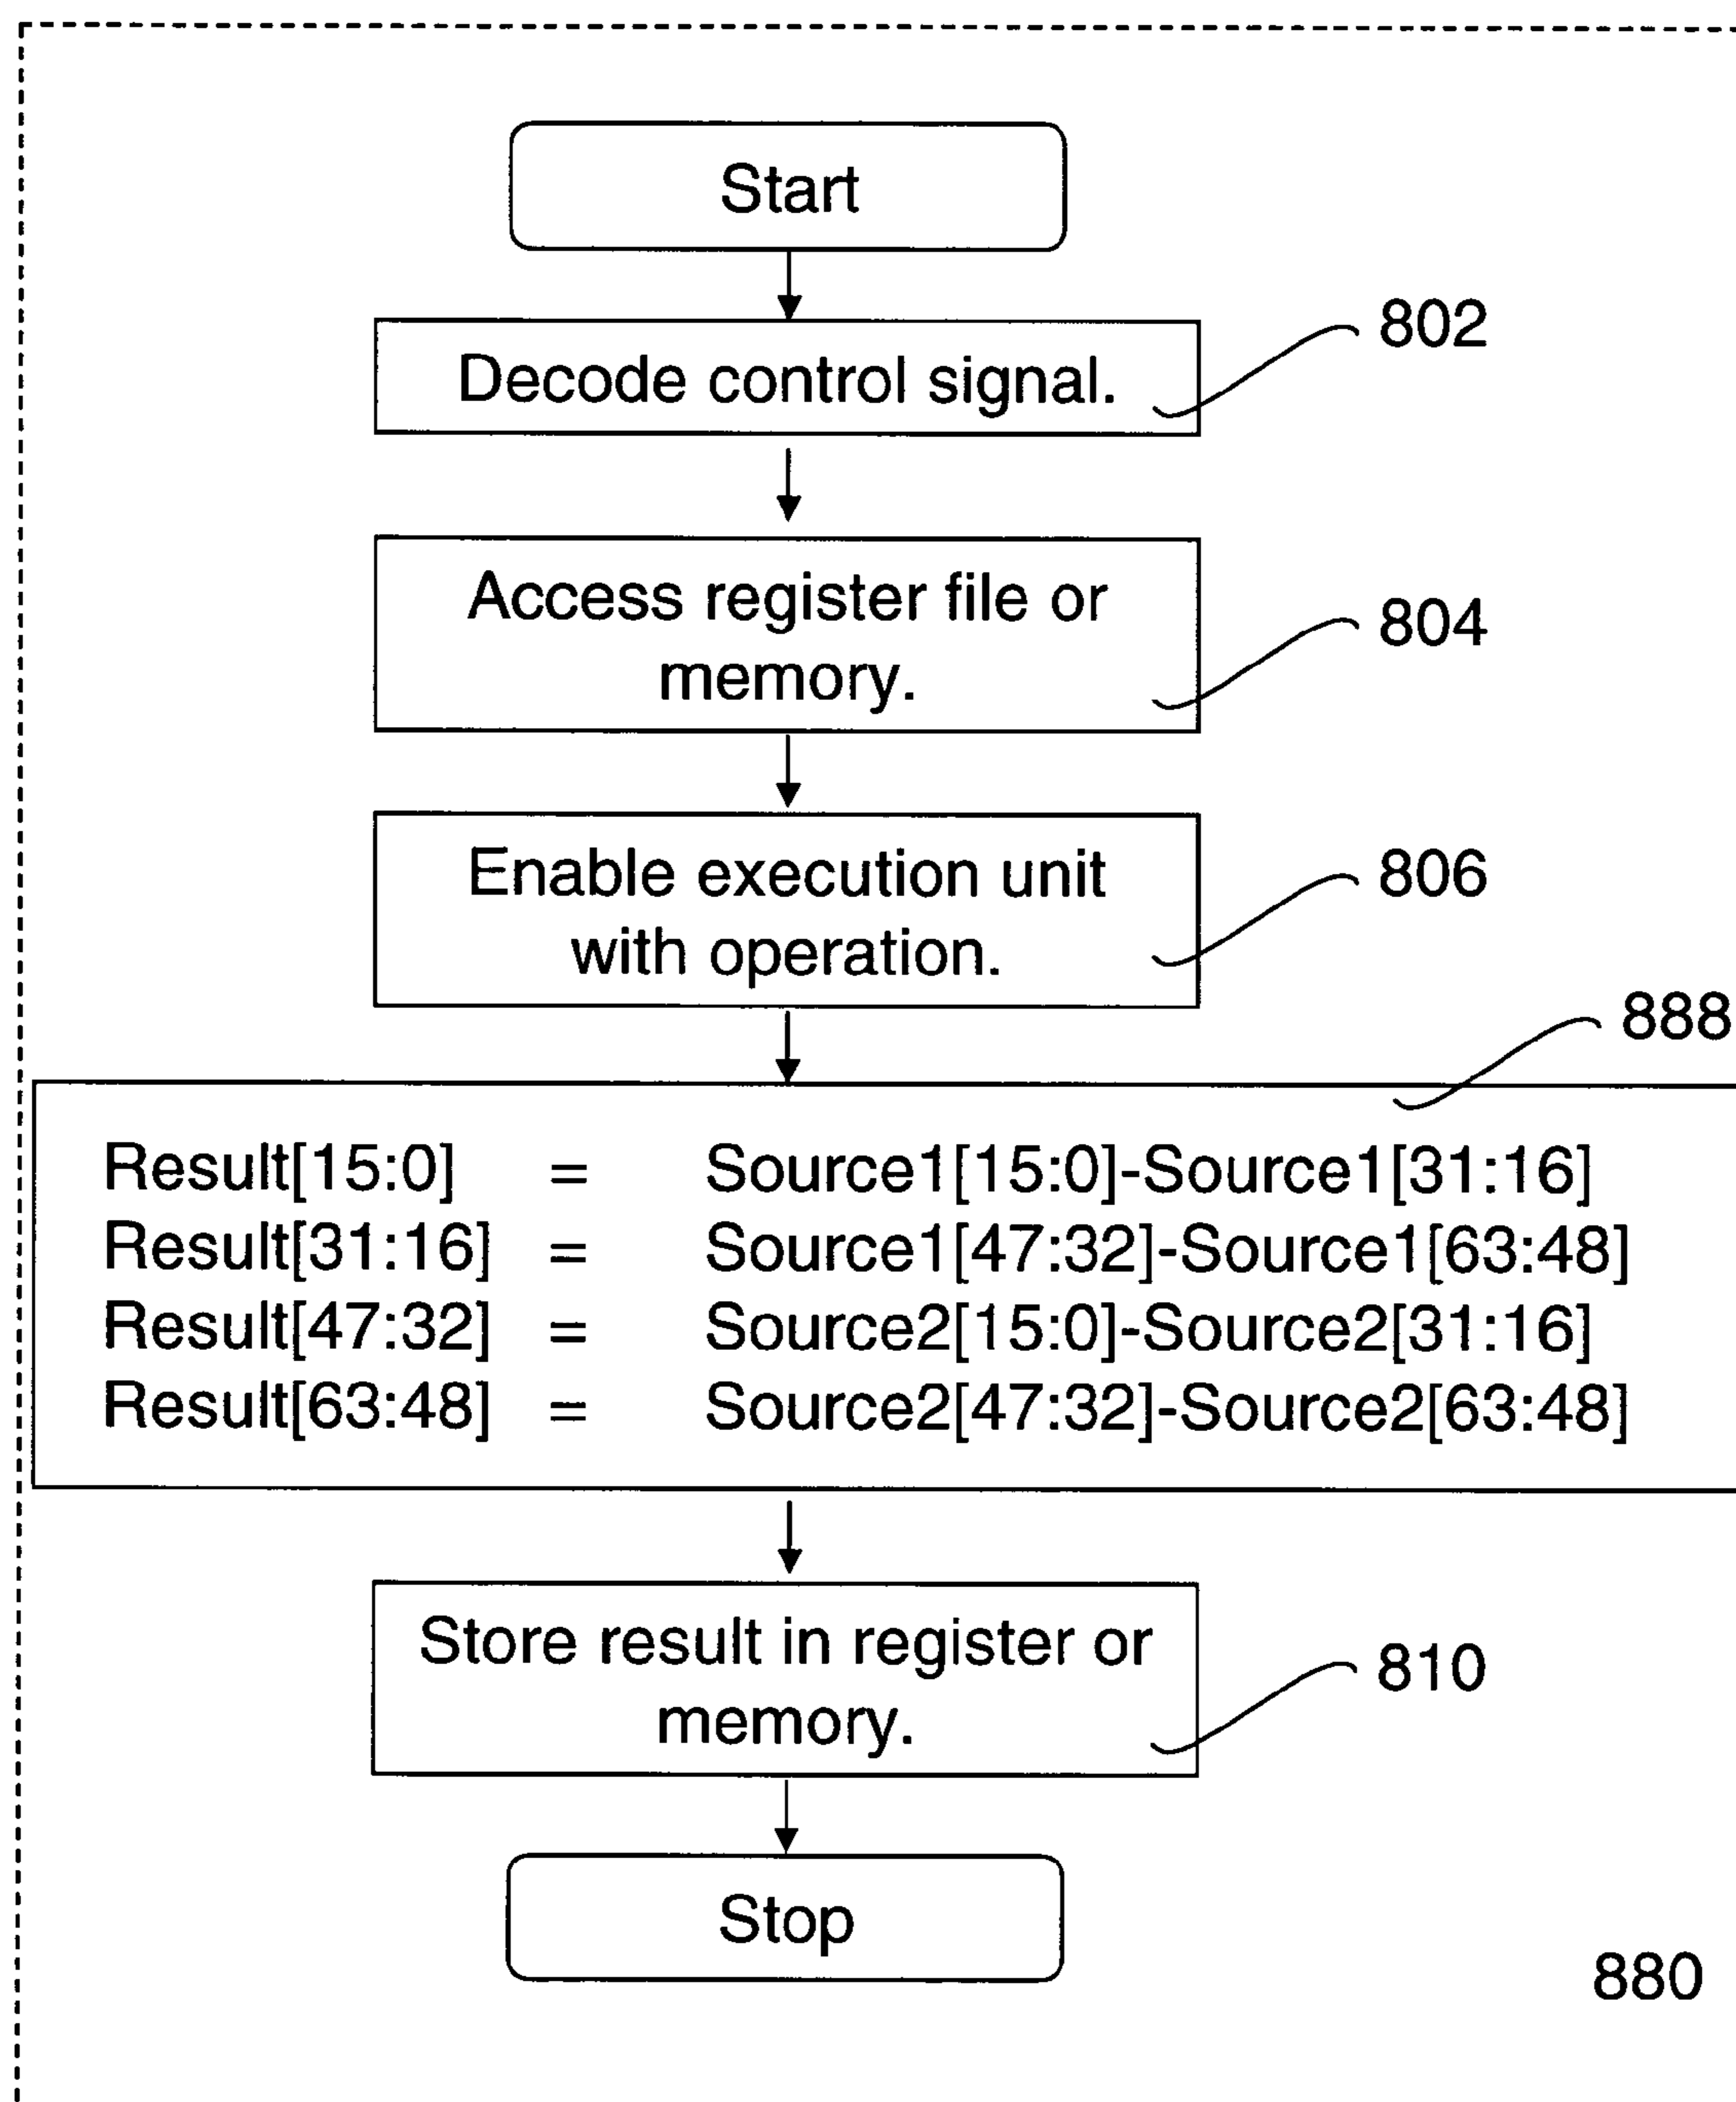 Start
802
Decode control signal.
Access register file or
memory.
804
Enable execution unit
with operation.
806
888
Result[15:0] = Source1[15:0]-Source1[31:16]
Result[31:16] = Source1[47:32]-Source1[63:48]
Result[47:32] = Source2[15:0]-Source2[31:16]
Result[63:48] = Source2[47:32]-Source2[63:48]
Store result in register or
memory.
810
Stop
880